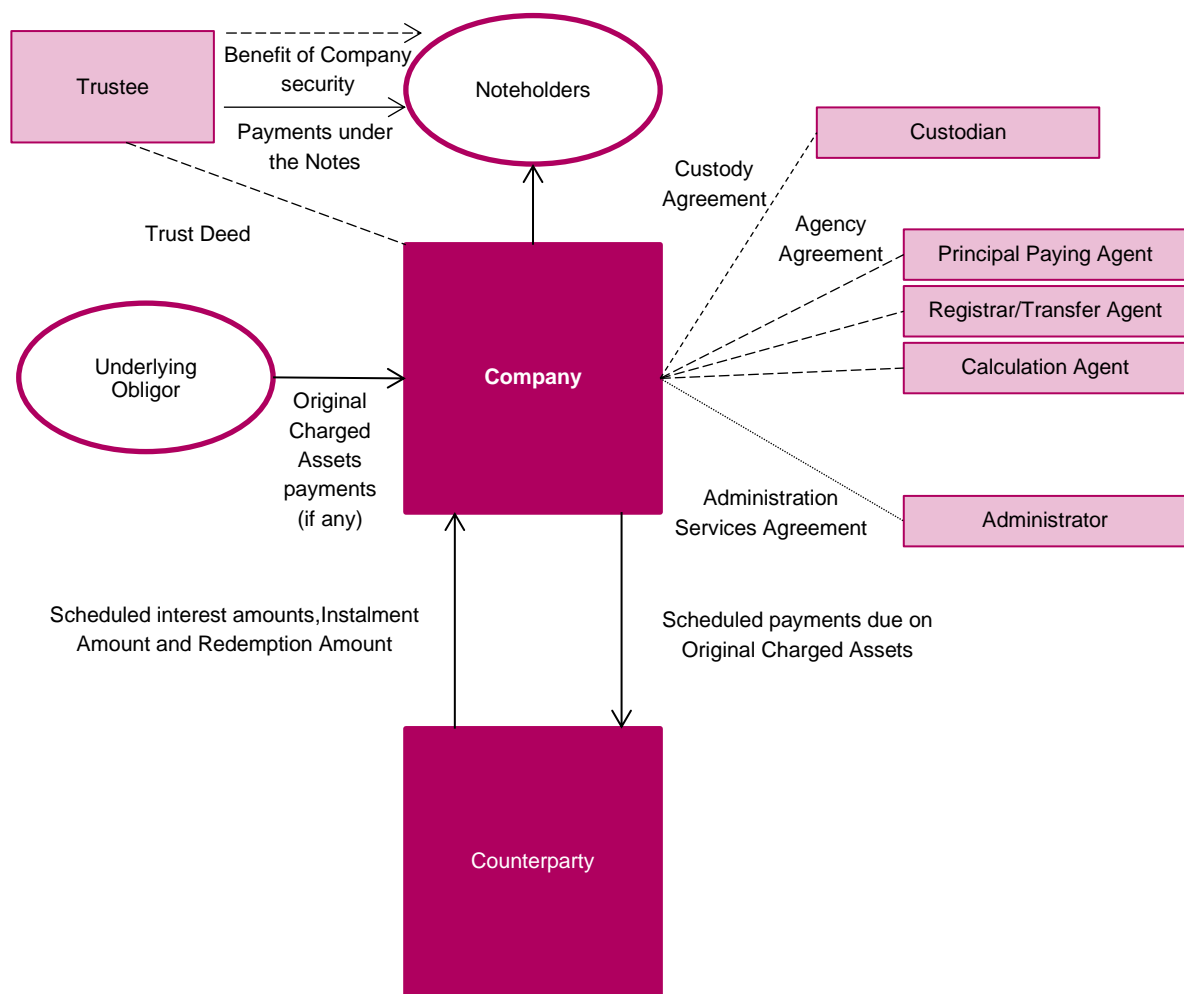 Trustee
Benefit of Company
security
Payments under
the Notes
Noteholders
Custodian
Custody
Agreement
Agency
Agreement
Principal Paying Agent
Registrar/Transfer Agent
Calculation Agent
Trust Deed
Underlying
Obligor
Company
Original
Charged
Assets
payments
(if any)
Administration
Services Agreement
Administrator
Scheduled interest amounts,Instalment
Amount and Redemption Amount
Scheduled payments due on
Original Charged Assets
Counterparty